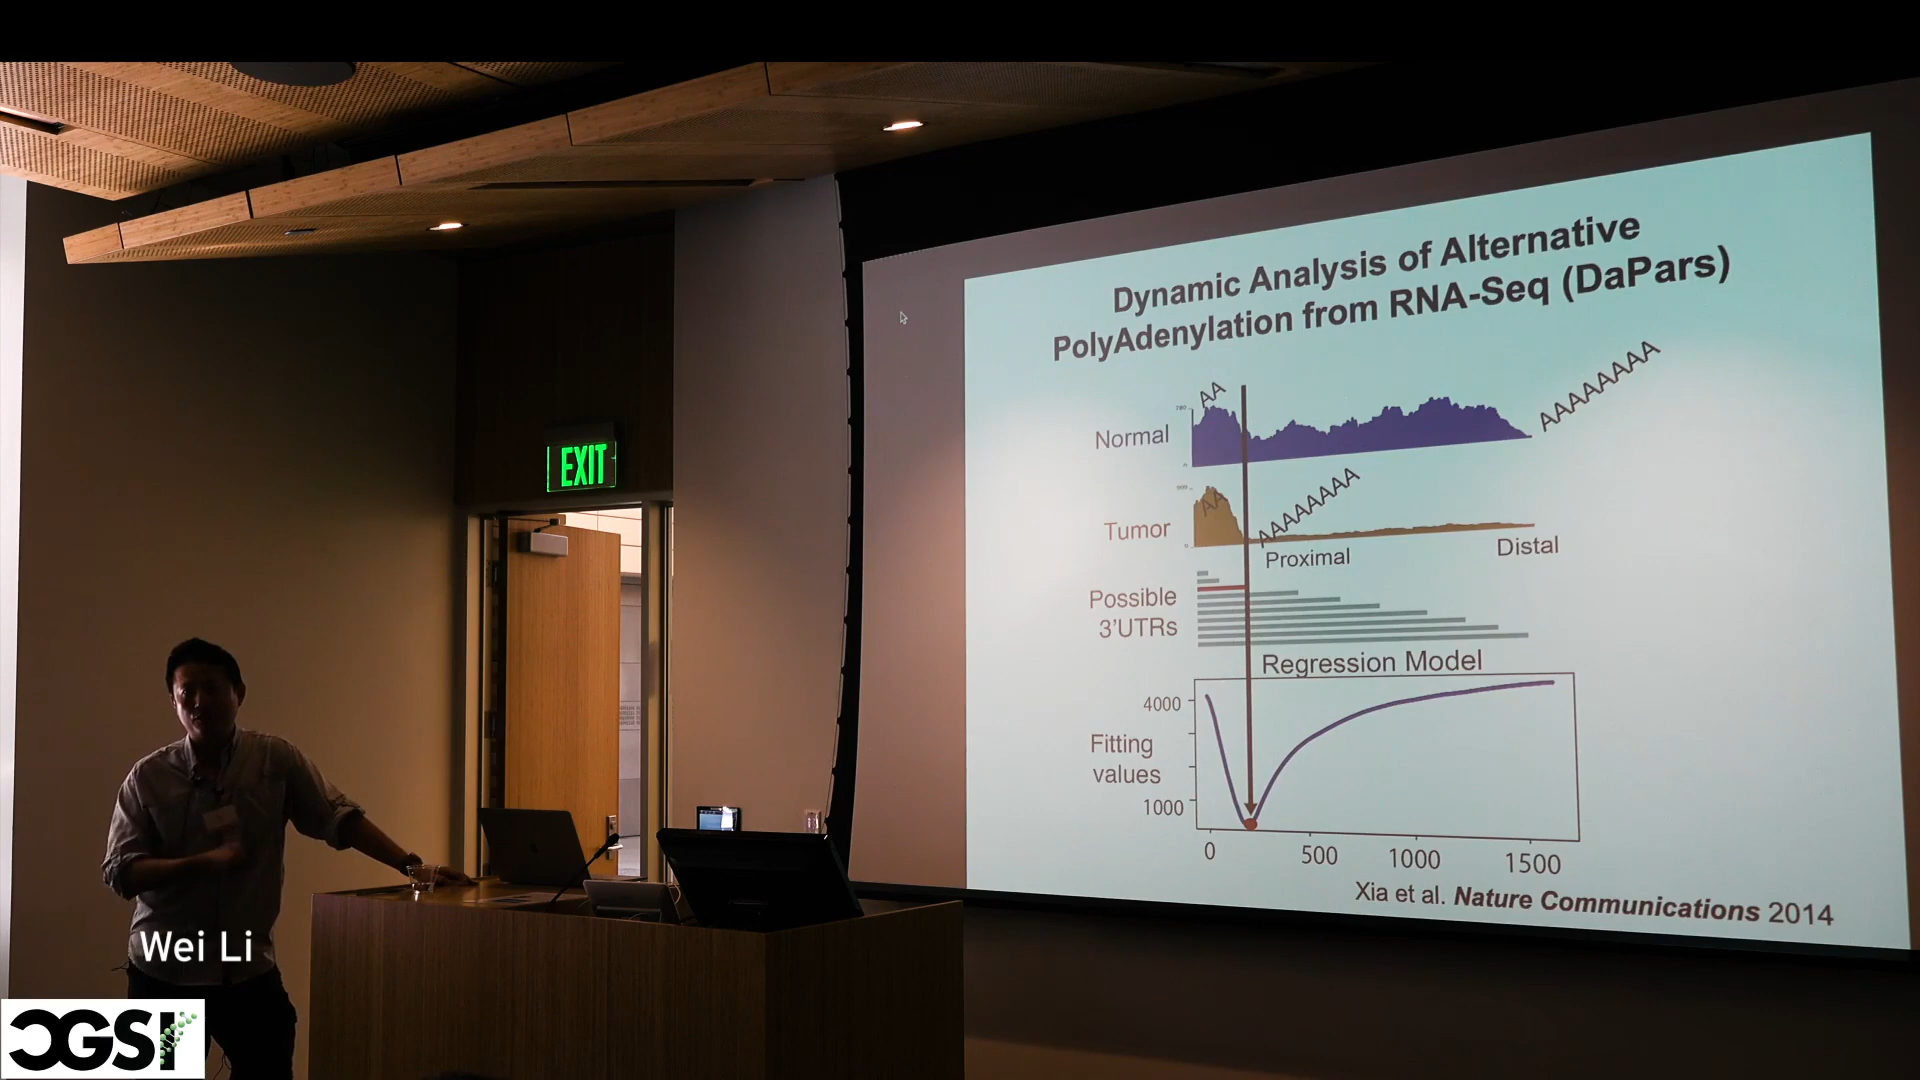 EXIT
Dynamic Analysis of Alternative
PolyAdenylation from RNA-Seq (DaPars)
AA
AAAAAAAA
Normal
AA
AAAAAAAA
Tumor
Proximal
Distal
Possible
3'UTRs
Regression Model
4000
Fitting
values
1000
0 500 1000 1500
Xia et al. Nature Communications 2014
Wei Li
CGSI